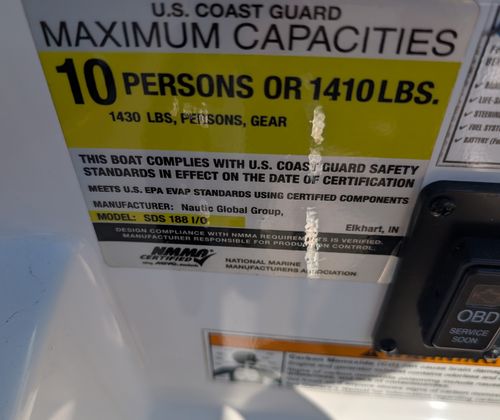 U.S. COAST GUARD
MAXIMUM CAPACITIES
10 PERSONS OR 1410 LBS.
1430 LBS, PERSONS, GEAR
THIS BOAT COMPLIES WITH U.S. COAST GUARD SAFETY
STANDARDS IN EFFECT ON THE DATE OF CERTIFICATION
MEETS U.S. EPA EVAP STANDARDS USING CERTIFIED COMPONENTS
MANUFACTURER: Nautic Global Group,
Elkhart, IN
MODEL: SDS 188 I/O
DESIGN COMPLIANCE WITH NMMA REQUIREMENTS IS VERIFIED.
MANUFACTURER RESPONSIBLE FOR PRODUCTION CONTROL.
NMMA
CERTIFIED
NATIONAL MARINE
MANUFACTURERS ASSOCIATION
OBD
SERVICE
SOON